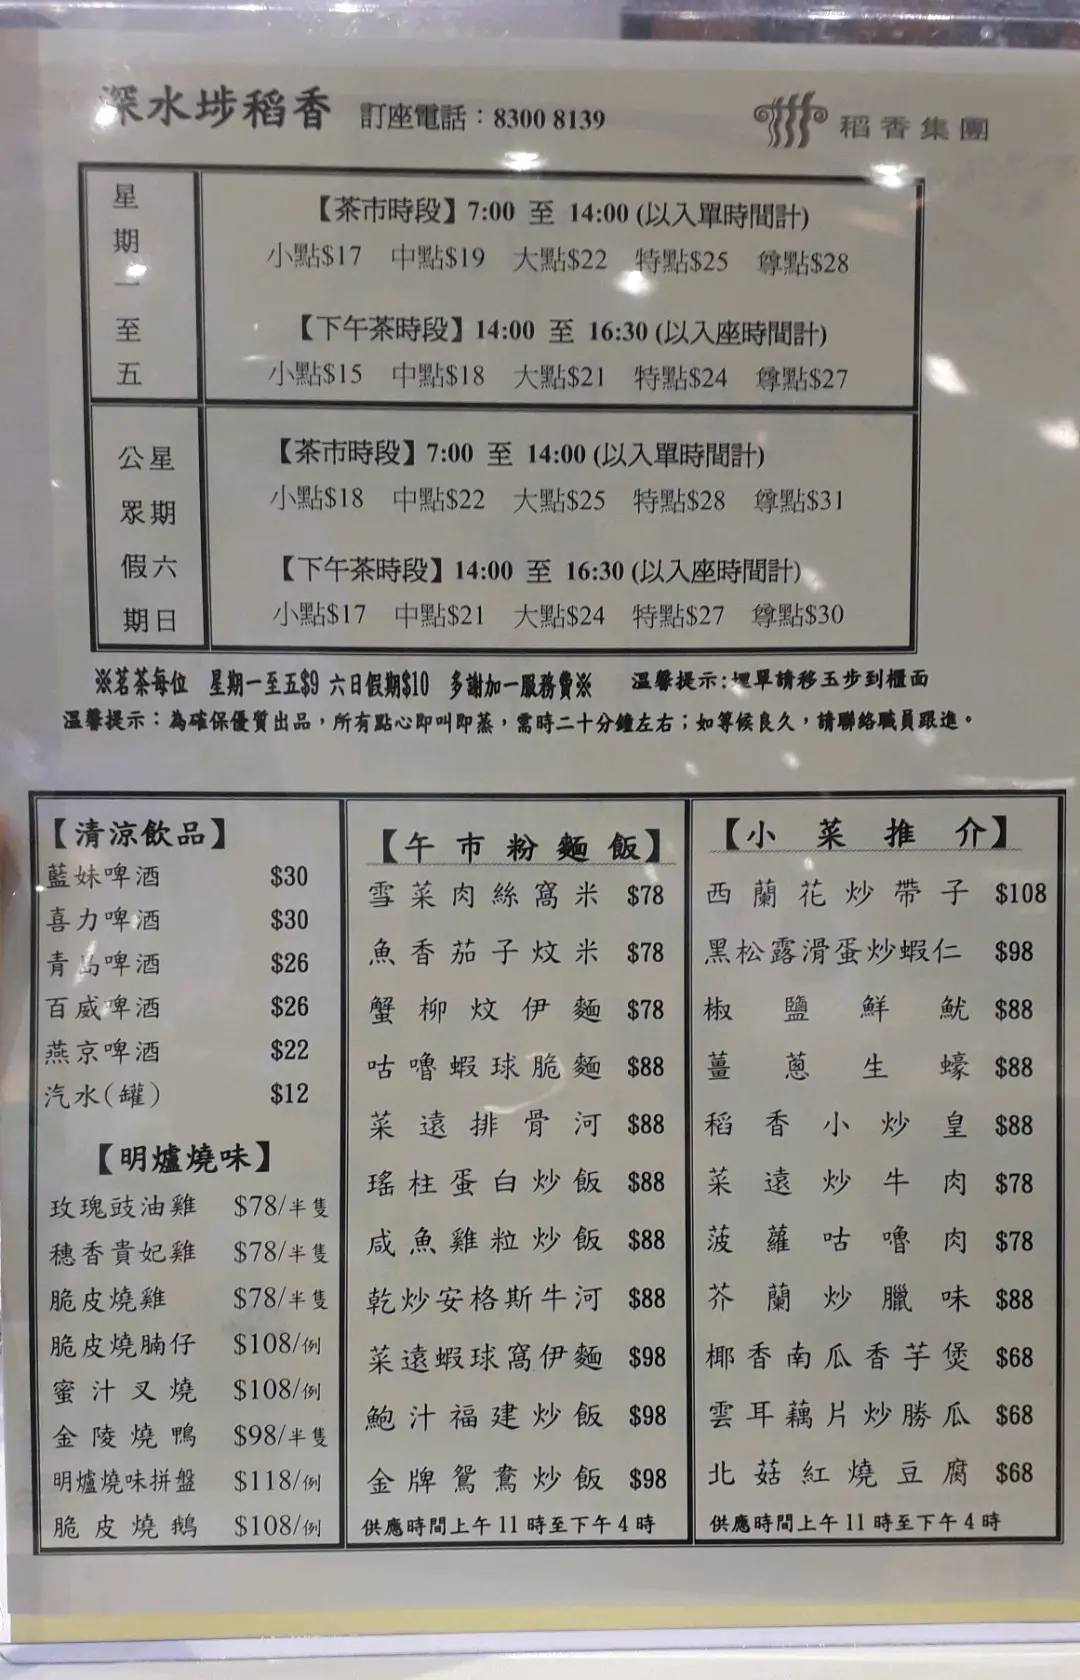 深水埗稻香 訂座電話：8300 8139
稻香集團
星期一至五
【茶市時段】7:00 至 14:00 (以入單時間計)
小點$17 中點$19 大點$22 特點$25 尊點$28
【下午茶時段】14:00 至 16:30 (以入座時間計)
小點$15 中點$18 大點$21 特點$24 尊點$27
星期六日
公眾假期
【茶市時段】7:00 至 14:00 (以入單時間計)
小點$18 中點$22 大點$25 特點$28 尊點$31
【下午茶時段】14:00 至 16:30 (以入座時間計)
小點$17 中點$21 大點$24 特點$27 尊點$30
※茗茶每位 星期一至五$9 六日假期$10 多謝加一服務費※ 溫馨提示:埋單請移玉步到櫃面
溫馨提示：為確保優質出品，所有點心即叫即蒸，需時二十分鐘左右；如等候良久，請聯絡職員跟進。
【清涼飲品】
藍妹啤酒 $30
喜力啤酒 $30
青島啤酒 $26
百威啤酒 $26
燕京啤酒 $22
汽水(罐) $12
【明爐燒味】
玫瑰豉油雞 $78/半隻
穗香貴妃雞 $78/半隻
脆皮燒雞 $78/半隻
脆皮燒腩仔 $108/例
蜜汁叉燒 $108/例
金陵燒鴨 $98/半隻
明爐燒味拼盤 $118/例
脆皮燒鵝 $108/例
【午市粉麵飯】
雪菜肉絲窩米 $78
魚香茄子炆米 $78
蟹柳炆伊麵 $78
咕嚕蝦球脆麵 $88
菜遠排骨河 $88
瑤柱蛋白炒飯 $88
咸魚雞粒炒飯 $88
乾炒安格斯牛河 $88
菜遠蝦球窩伊麵 $98
鮑汁福建炒飯 $98
金牌鴛鴦炒飯 $98
供應時間上午11時至下午4時
【小菜推介】
西蘭花炒帶子 $108
黑松露滑蛋炒蝦仁 $98
椒鹽鮮魷 $88
薑蔥生蠔 $88
稻香小炒皇 $88
菜遠炒牛肉 $78
菠蘿咕嚕肉 $78
芥蘭炒臘味 $88
椰香南瓜香芋煲 $68
雲耳藕片炒勝瓜 $68
北菇紅燒豆腐 $68
供應時間上午11時至下午4時